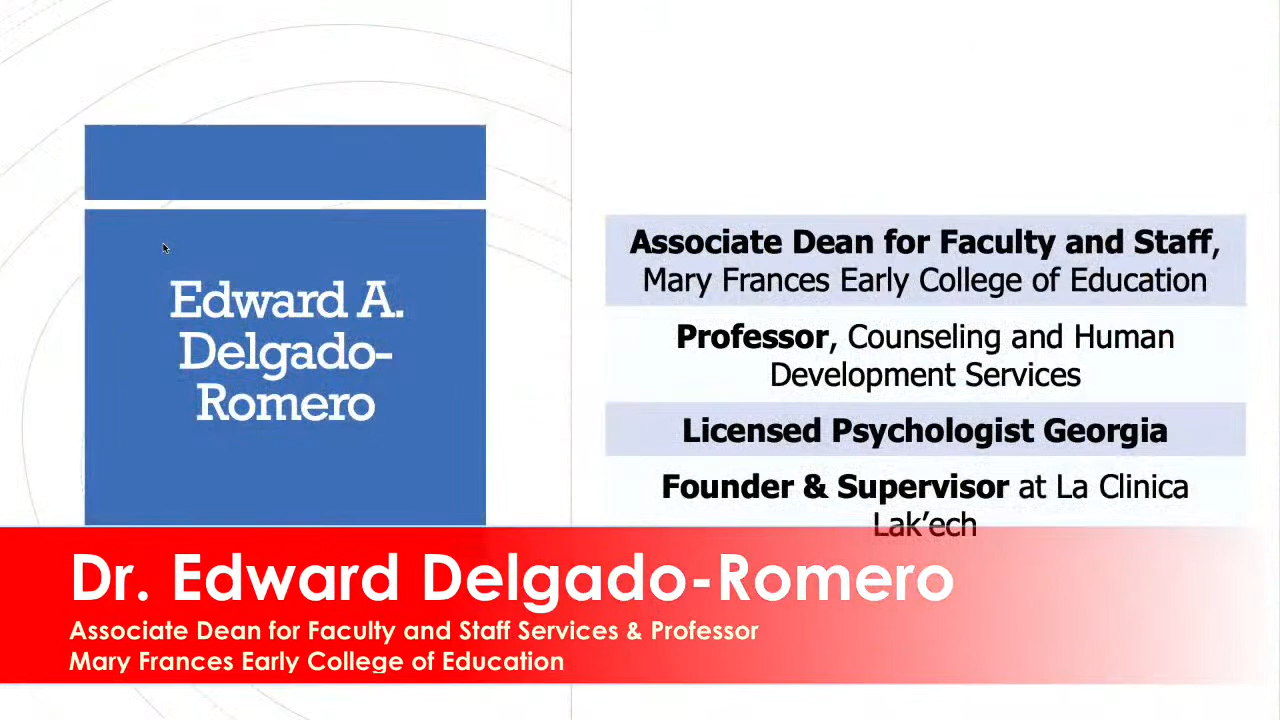 Edward A.
Delgado-
Romero
Associate Dean for Faculty and Staff,
Mary Frances Early College of Education
Professor, Counseling and Human
Development Services
Licensed Psychologist Georgia
Founder & Supervisor at La Clinica
Lak’ech
Dr. Edward Delgado-Romero
Associate Dean for Faculty and Staff Services & Professor
Mary Frances Early College of Education